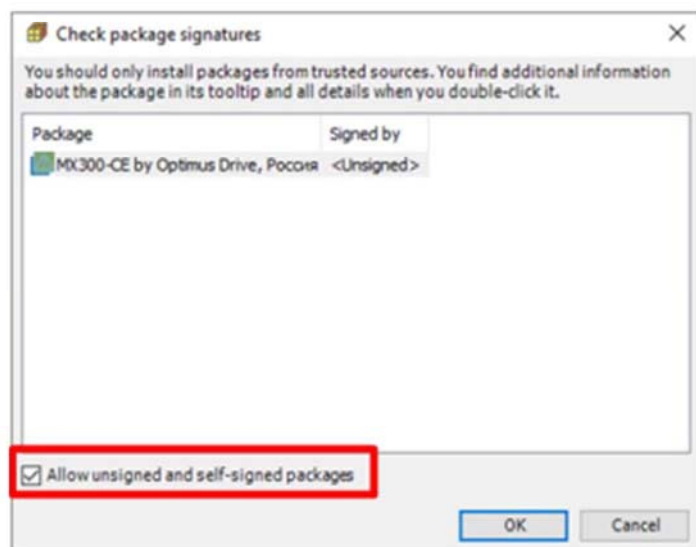 Check package signatures
You should only install packages from trusted sources. You find additional information
about the package in its tooltip and all details when you double-click it.
Package Signed by
MX300-CE by Optimus Drive, Россия <Unsigned>
Allow unsigned and self-signed packages
OK Cancel